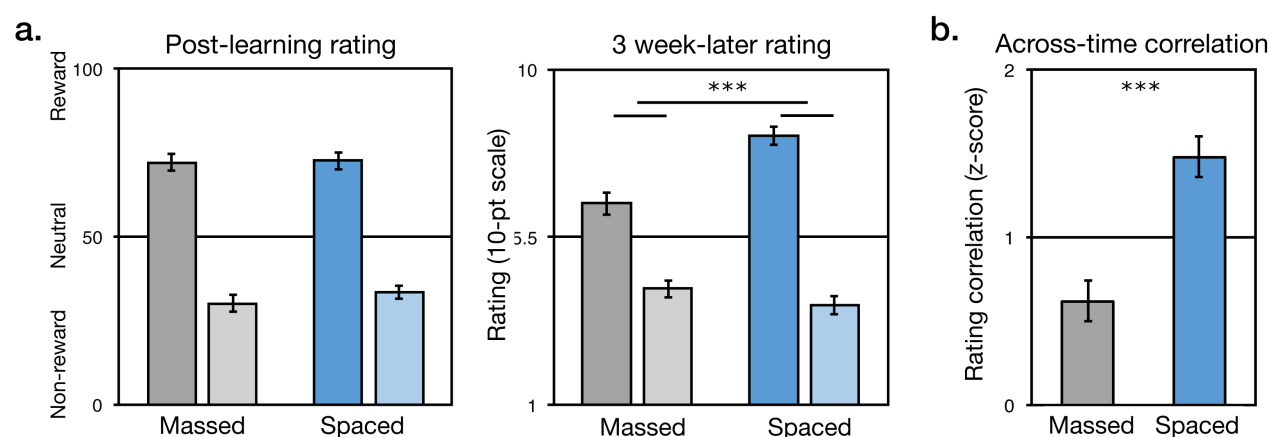 a.
Post-learning rating
100
50
0
Reward
Neutral
Non-reward
Massed
Spaced
3 week-later rating
10
5.5
1
Rating (10-pt scale)
***
Massed
Spaced
b.
Across-time correlation
2
1
0
Rating correlation (z-score)
***
Massed
Spaced